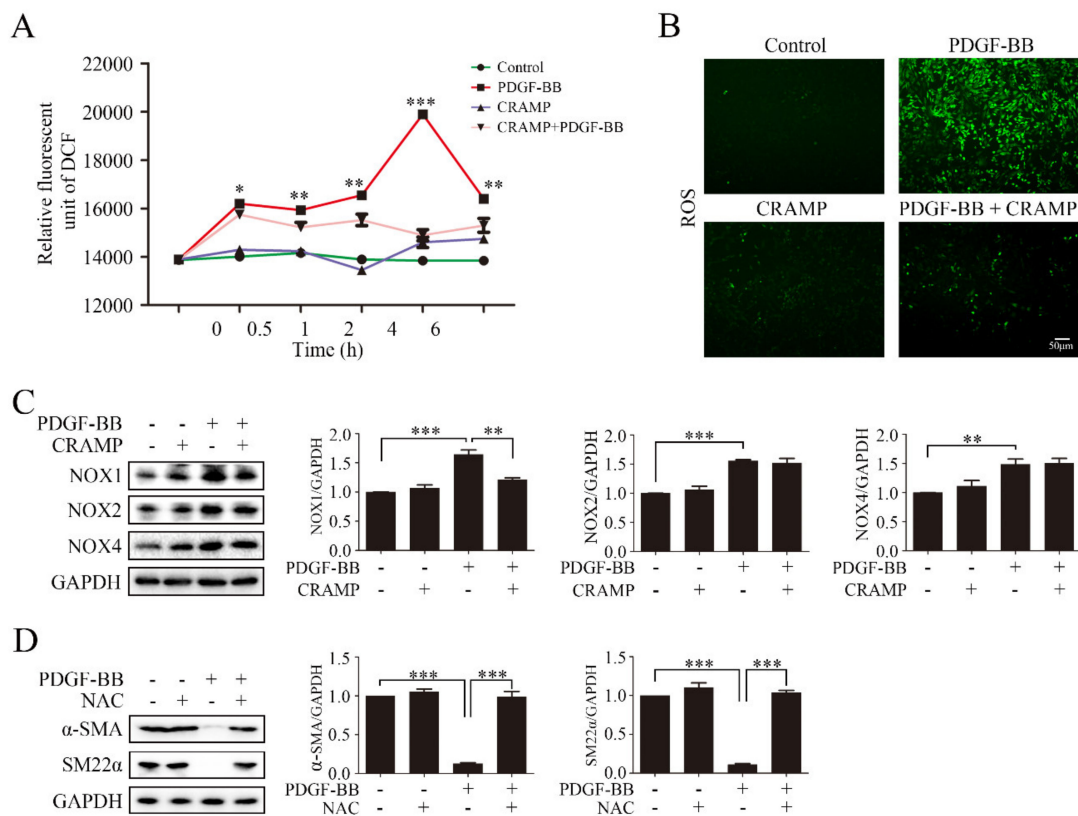 A
22000
20000
18000
16000
14000
12000
Relative fluorescent
unit of DCF
Control
PDGF-BB
CRAMP
CRAMP+PDGF-BB
* ** ** *** **
0 0.5 1 2 4 6
Time (h)
B
Control PDGF-BB
ROS
CRAMP PDGF-BB + CRAMP
50μm
C
PDGF-BB - - + +
CRAMP - + - +
NOX1
NOX2
NOX4
GAPDH
NOX1/GAPDH
2.0
1.5
1.0
0.5
0.0
*** **
PDGF-BB - - + +
CRAMP - + - +
NOX2/GAPDH
2.0
1.5
1.0
0.5
0.0
***
PDGF-BB - - + +
CRAMP - + - +
NOX4/GAPDH
2.0
1.5
1.0
0.5
0.0
**
PDGF-BB - - + +
CRAMP - + - +
D
PDGF-BB - - + +
NAC - + - +
α-SMA
SM22α
GAPDH
α-SMA/GAPDH
1.5
1.0
0.5
0
*** ***
PDGF-BB - - + +
NAC - + - +
SM22α/GAPDH
1.5
1.0
0.5
0
*** ***
PDGF-BB - - + +
NAC - + - +